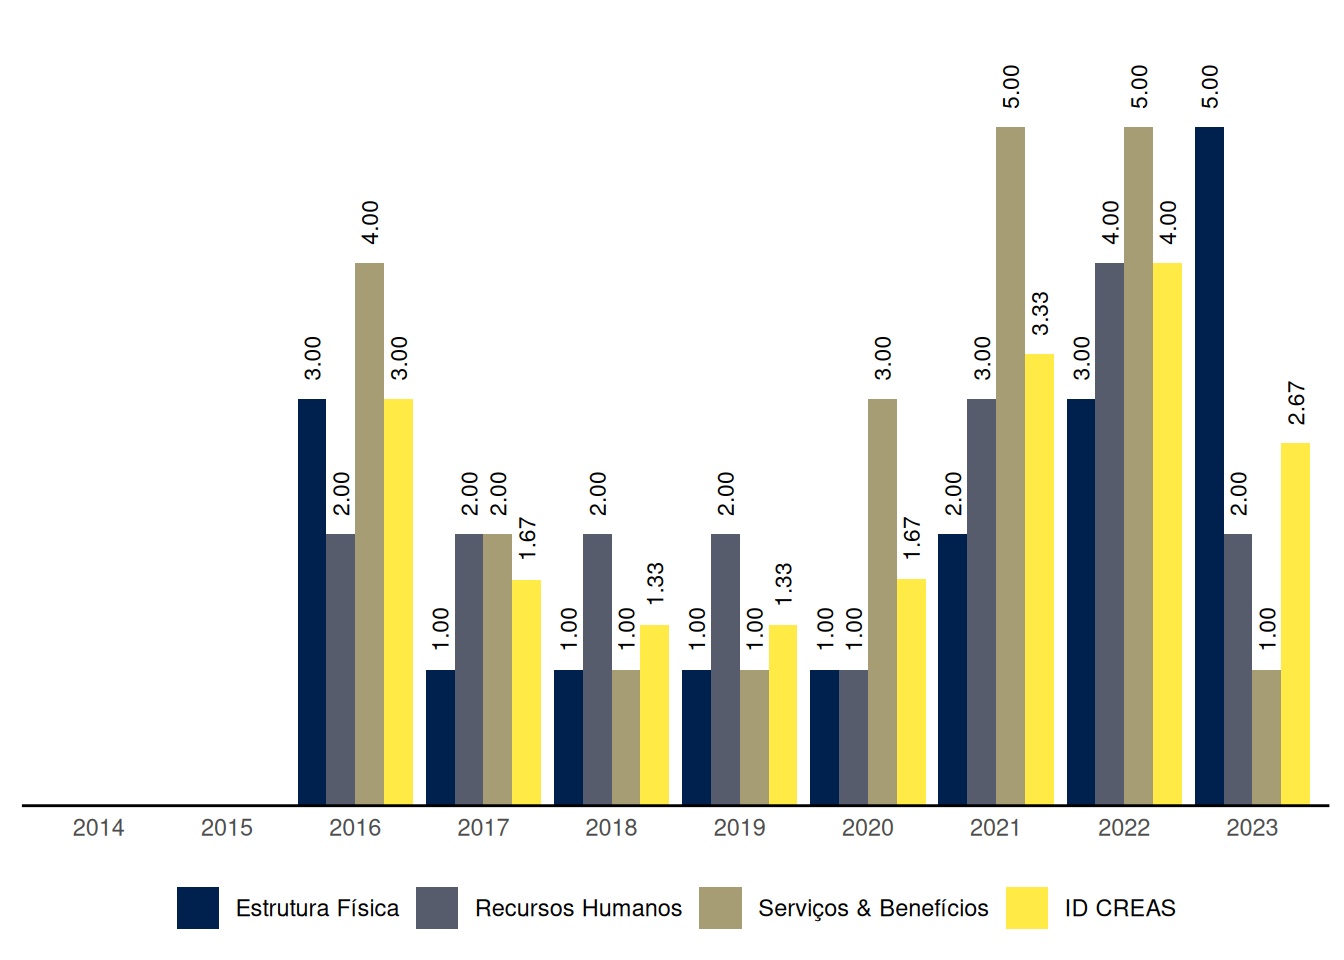 5.00 5.00 5.00
4.00 4.00 4.00
3.33
3.00 3.00 3.00 3.00 3.00
2.67
2.00 2.00 2.00 2.00 2.00 2.00 2.00
1.67 1.67
1.33 1.33
1.00 1.00 1.00 1.00 1.00 1.00 1.00 1.00
2014 2015 2016 2017 2018 2019 2020 2021 2022 2023
Estrutura Física Recursos Humanos Serviços & Benefícios ID CREAS